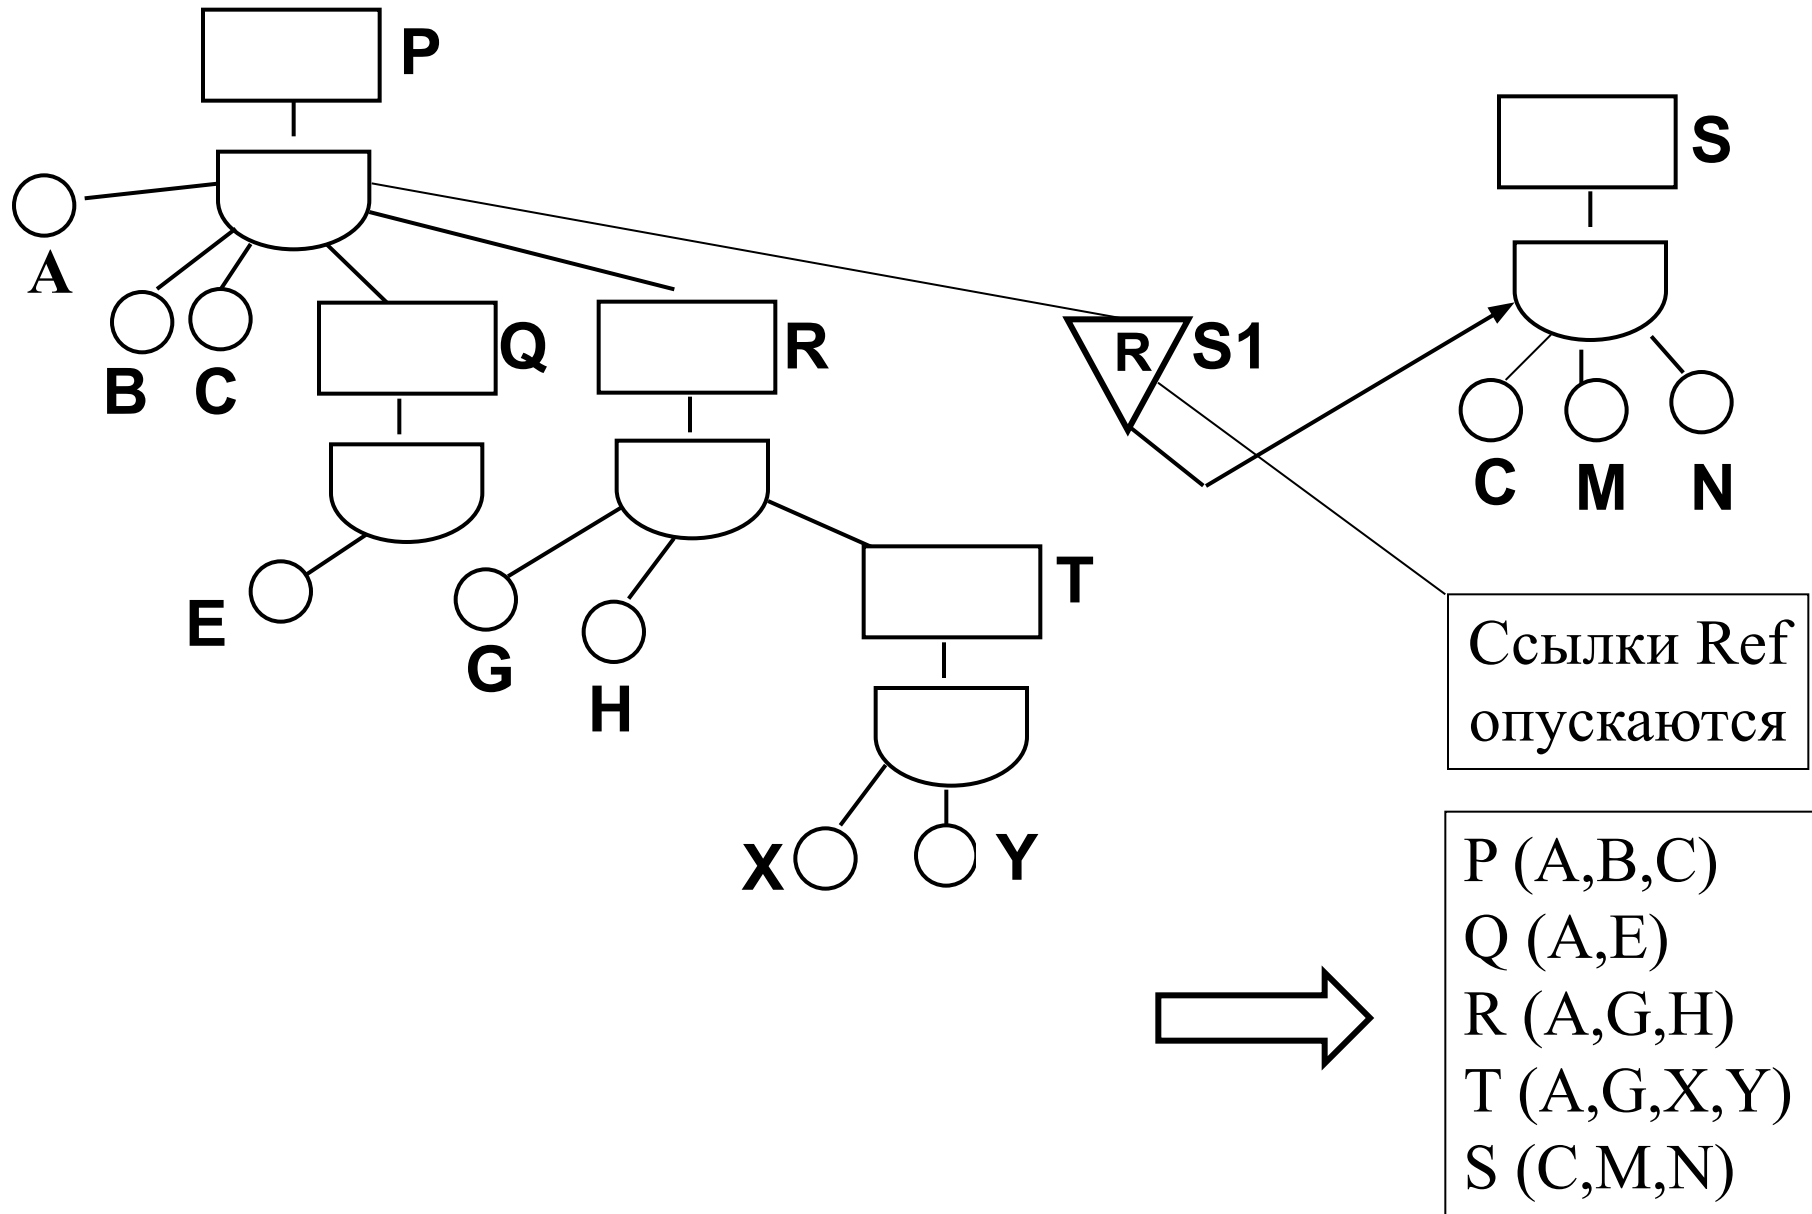 P
S
A
B
C
Q
R
R
S1
C
M
N
E
G
H
T
X
Y
Ссылки Ref
опускаются
P (A,B,C)
Q (A,E)
R (A,G,H)
T (A,G,X,Y)
S (C,M,N)